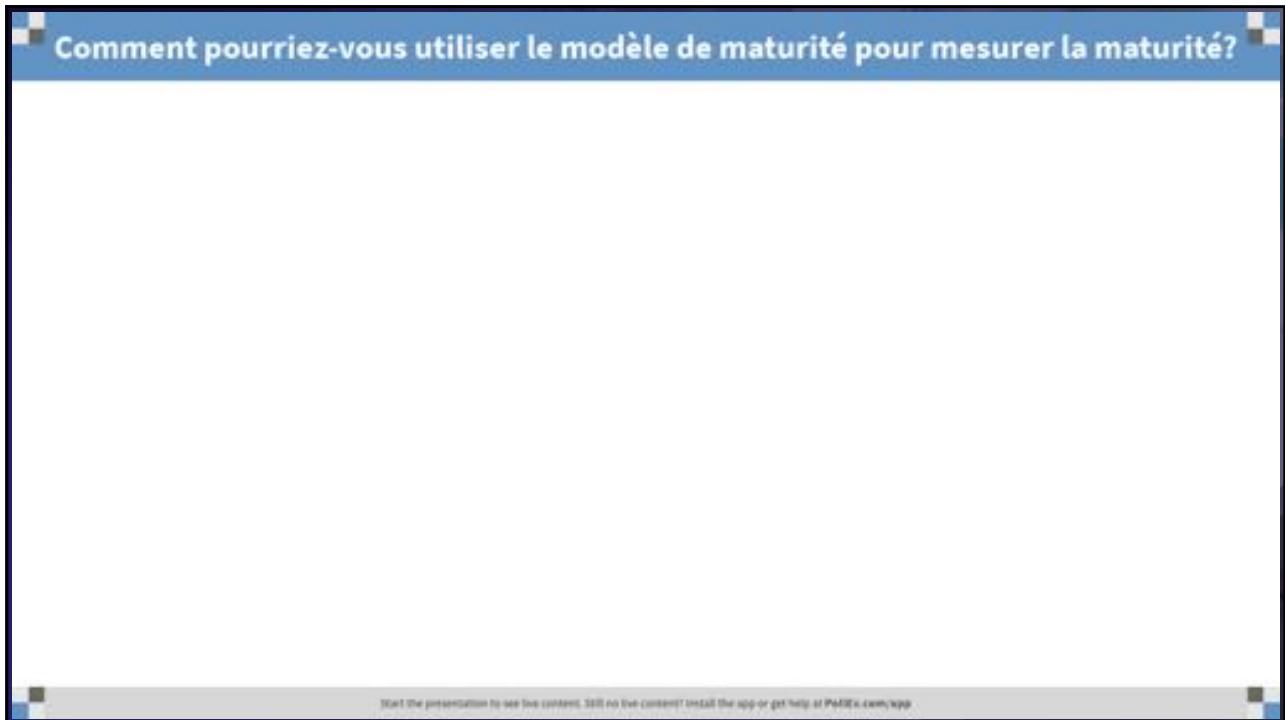 Comment pourriez-vous utiliser le modèle de maturité pour mesurer la maturité?
Start the presentation to see live content. Still no live content? Install the app or get help at PollEv.com/app